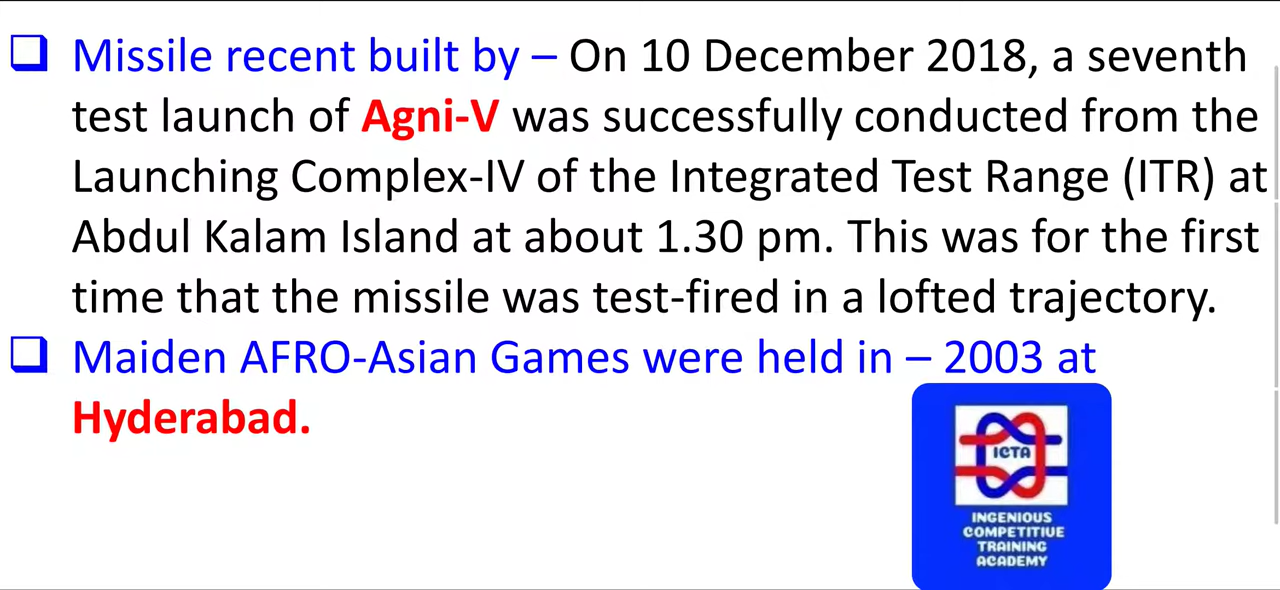 ❑ Missile recent built by – On 10 December 2018, a seventh
test launch of Agni-V was successfully conducted from the
Launching Complex-IV of the Integrated Test Range (ITR) at
Abdul Kalam Island at about 1.30 pm. This was for the first
time that the missile was test-fired in a lofted trajectory.
❑ Maiden AFRO-Asian Games were held in – 2003 at
Hyderabad.
ICTA
INGENIOUS
COMPETITIUE
TRAINING
ACADEMY